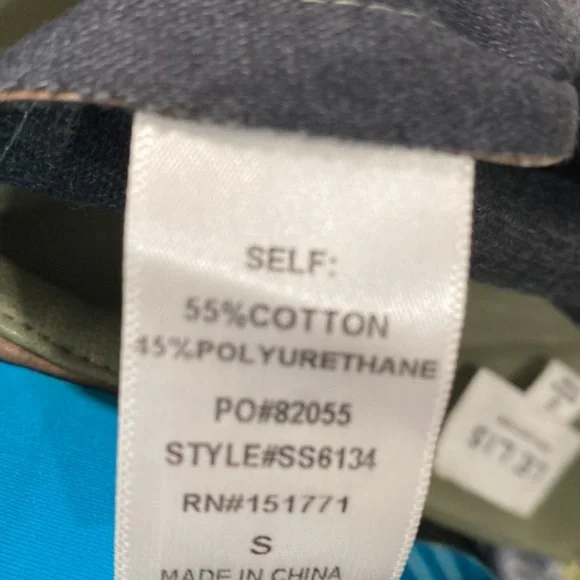 SELF:
55%COTTON
45%POLYURETHANE
PO#82055
STYLE#SS6134
RN#151771
S
MADE IN CHINA